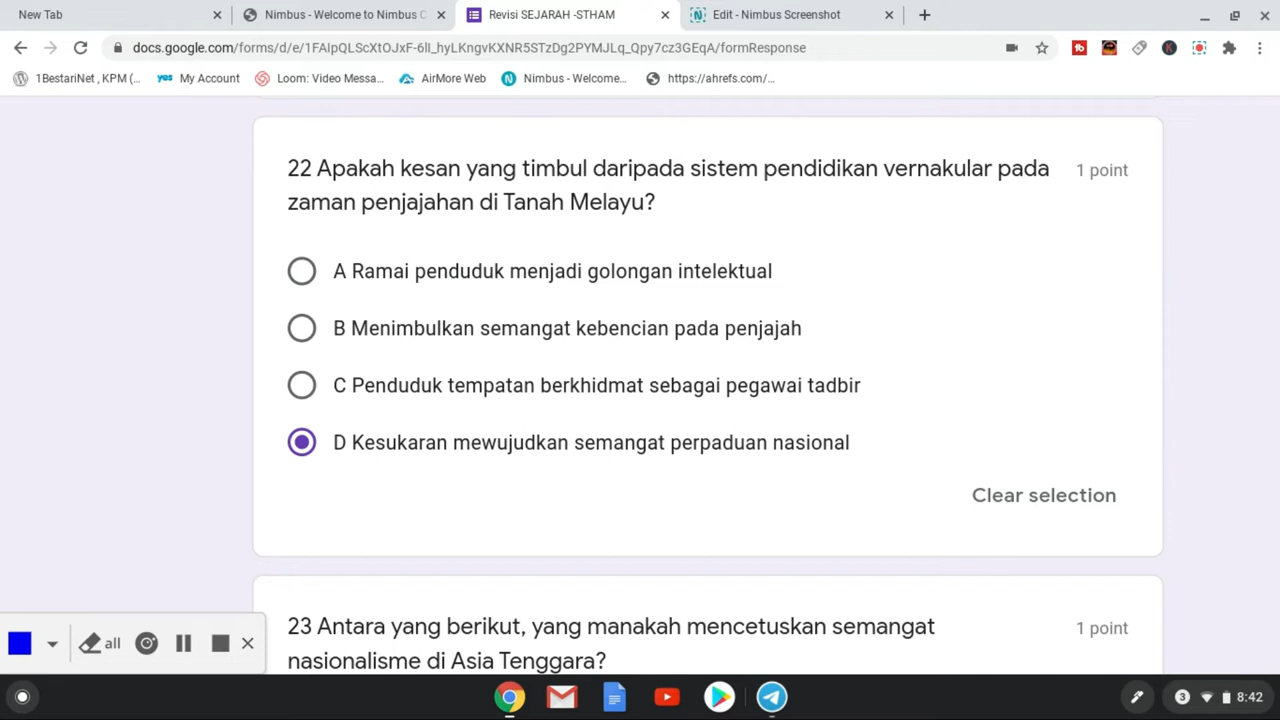 New Tab
Nimbus - Welcome to Nimbus C
Revisi SEJARAH -STHAM
Edit - Nimbus Screenshot
docs.google.com/forms/d/e/1FAIpQLScXtOJxF-6lI_hyLKngvKXNR5STzDg2PYMJLq_Qpy7cz3GEqA/formResponse
1BestariNet , KPM (...
yes My Account
Loom: Video Messa...
AirMore Web
Nimbus - Welcome...
https://ahrefs.com/...
22 Apakah kesan yang timbul daripada sistem pendidikan vernakular pada
zaman penjajahan di Tanah Melayu?
1 point
A Ramai penduduk menjadi golongan intelektual
B Menimbulkan semangat kebencian pada penjajah
C Penduduk tempatan berkhidmat sebagai pegawai tadbir
D Kesukaran mewujudkan semangat perpaduan nasional
Clear selection
23 Antara yang berikut, yang manakah mencetuskan semangat
nasionalisme di Asia Tenggara?
1 point
all
3
8:42